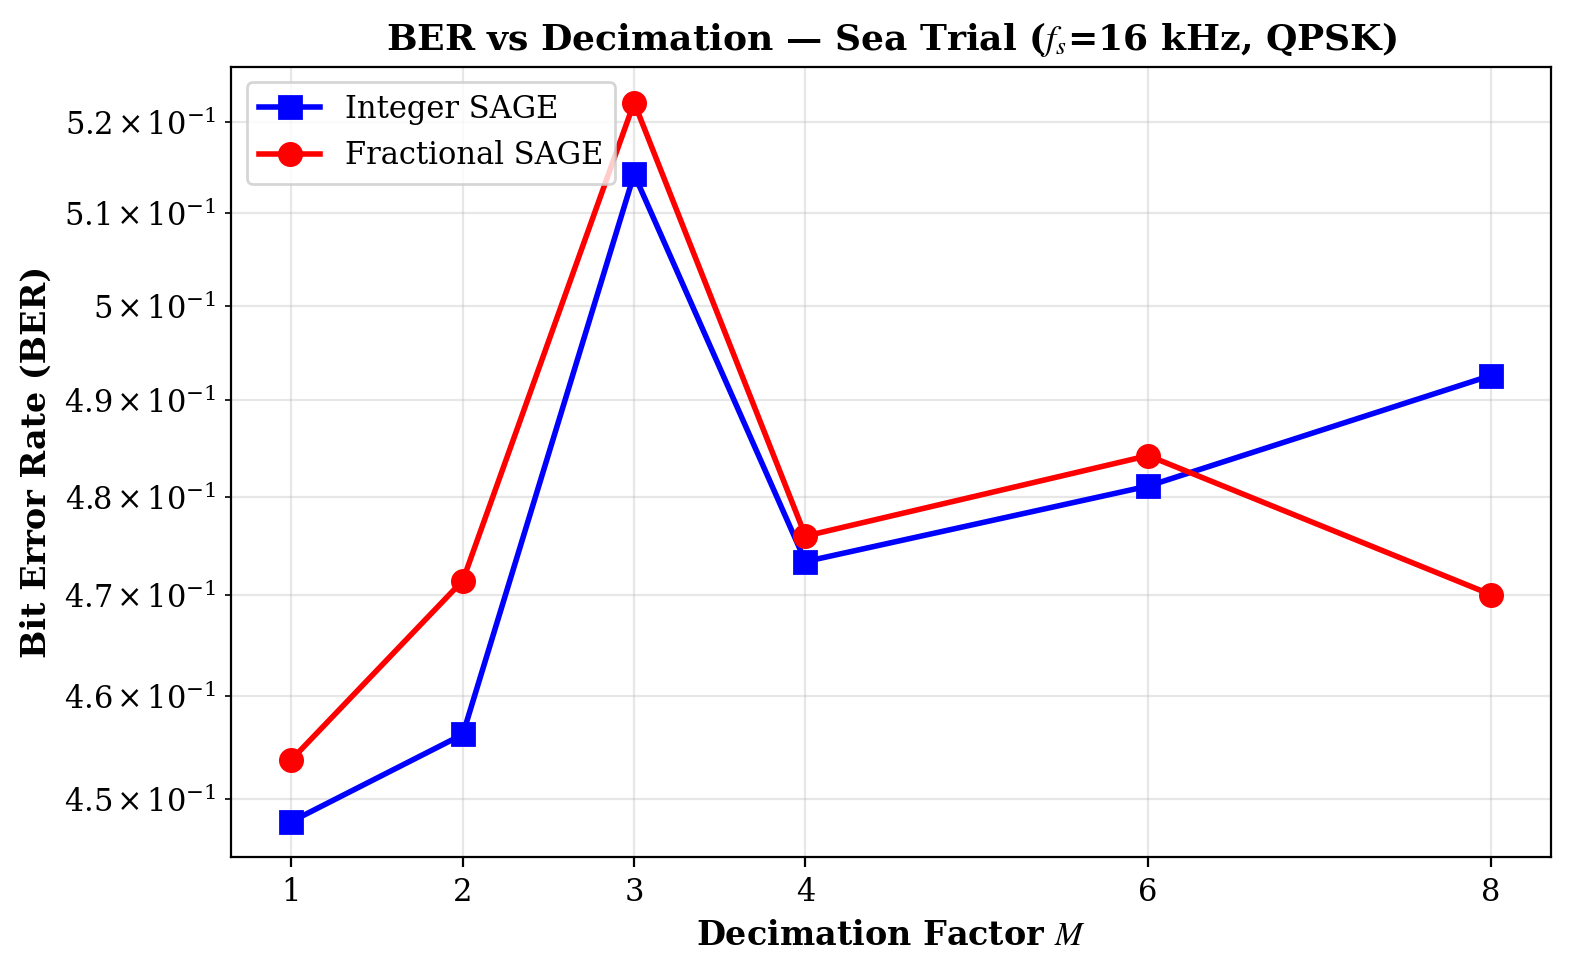 BER vs Decimation — Sea Trial (fₛ=16 kHz, QPSK)
Integer SAGE
Fractional SAGE
Bit Error Rate (BER)
5.2 × 10⁻¹
5.1 × 10⁻¹
5 × 10⁻¹
4.9 × 10⁻¹
4.8 × 10⁻¹
4.7 × 10⁻¹
4.6 × 10⁻¹
4.5 × 10⁻¹
1 2 3 4 6 8
Decimation Factor M